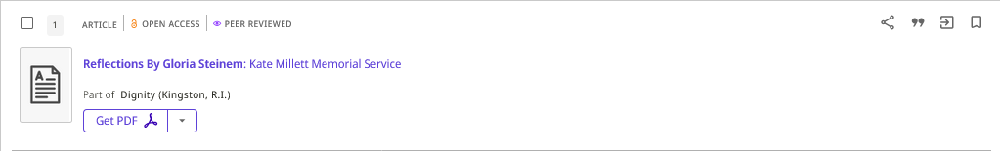 1 ARTICLE OPEN ACCESS PEER REVIEWED
Reflections By Gloria Steinem: Kate Millett Memorial Service
Part of Dignity (Kingston, R.I.)
Get PDF